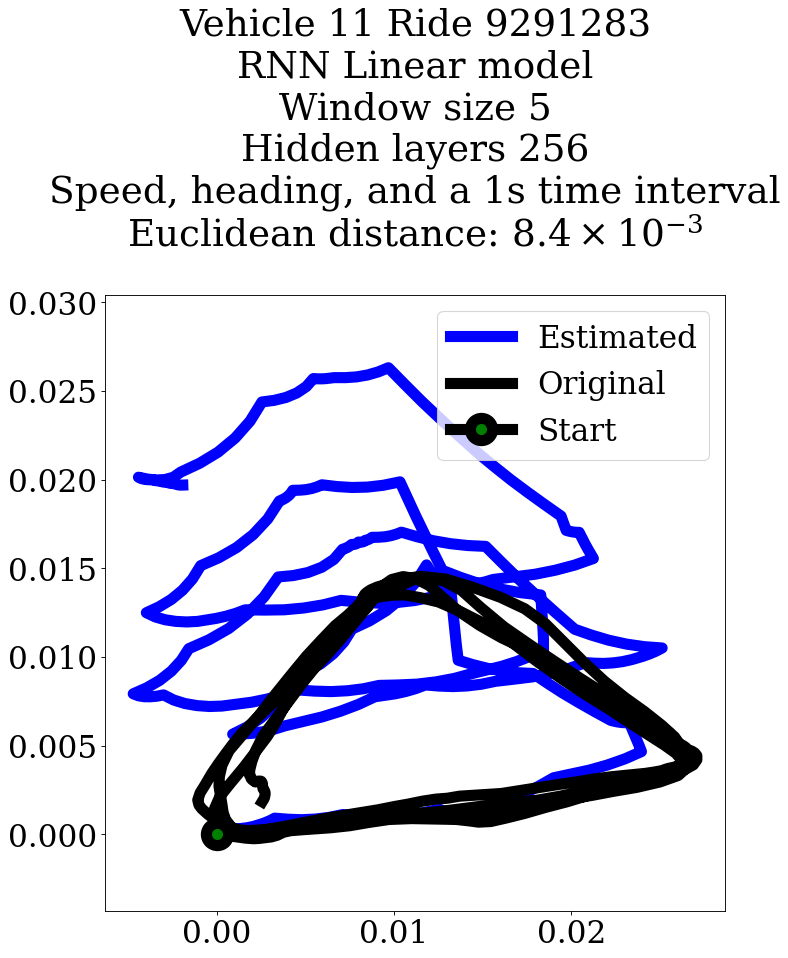 Vehicle 11 Ride 9291283
RNN Linear model
Window size 5
Hidden layers 256
Speed, heading, and a 1s time interval
Euclidean distance: 8.4 × 10⁻³
0.030
0.025
0.020
0.015
0.010
0.005
0.000
Estimated
Original
Start
0.00 0.01 0.02